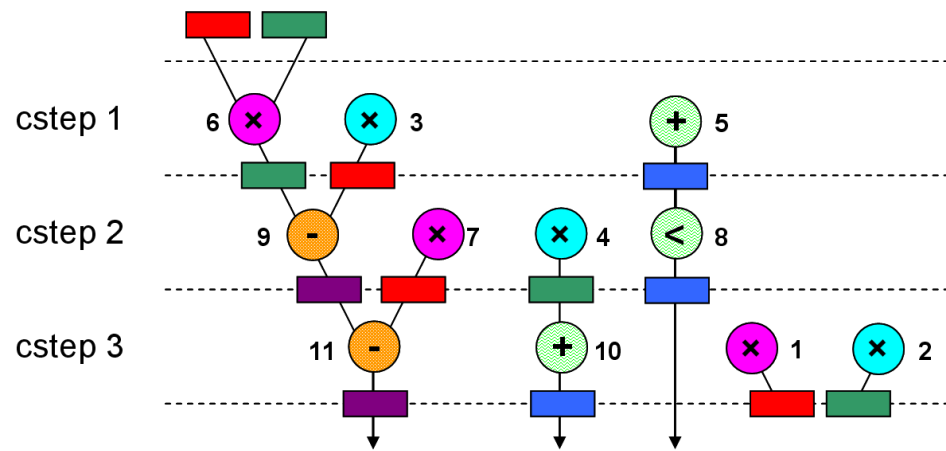 cstep 1 6 × × 3 + 5
cstep 2 9 - × 7 × 4 < 8
cstep 3 11 - + 10 × 1 × 2